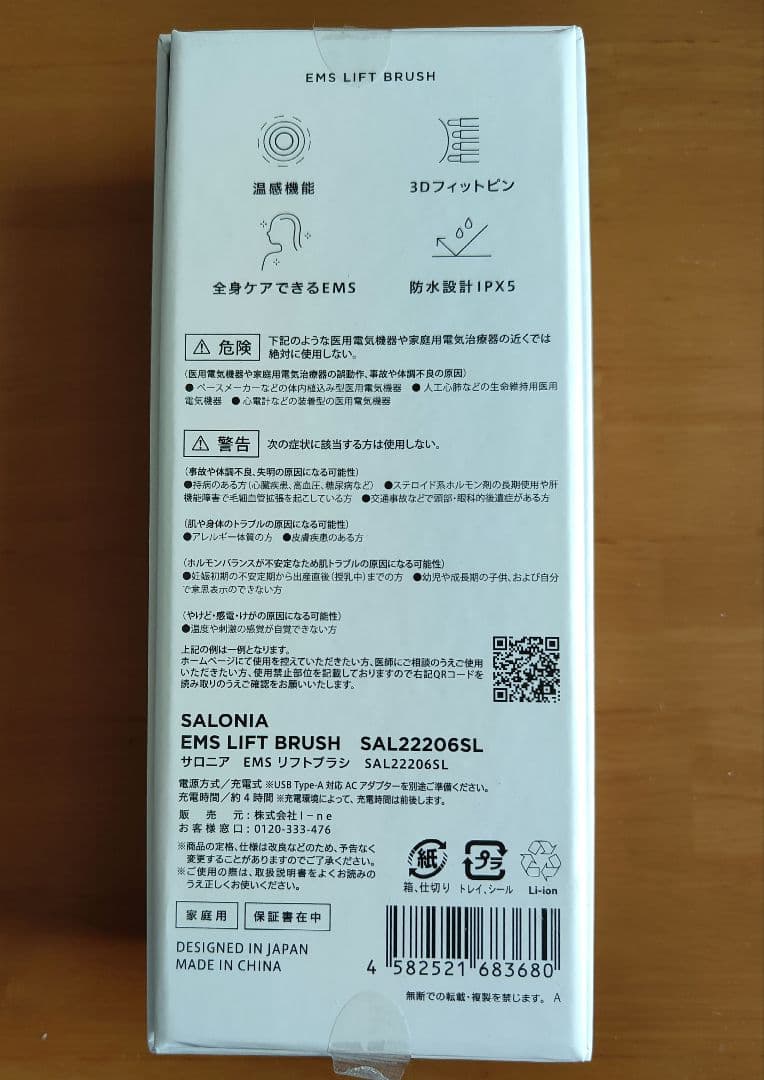 EMS LIFT BRUSH
温感機能
3Dフィットピン
全身ケアできるEMS
防水設計IPX5
危険
下記のような医用電気機器や家庭用電気治療器の近くでは
絶対に使用しない。
(医用電気機器や家庭用電気治療器の誤動作、事故や体調不良の原因)
●ペースメーカーなどの体内植込み型医用電気機器 ●人工心肺などの生命維持用医用
電気機器 ●心電計などの装着型の医用電気機器
警告
次の症状に該当する方は使用しない。
(事故や体調不良、失明の原因になる可能性)
●持病のある方(心臓疾患、高血圧、糖尿病など) ●ステロイド系ホルモン剤の長期使用や肝
機能障害で毛細血管拡張を起こしている方 ●交通事故などで頭部・眼科的後遺症がある方
(肌や身体のトラブルの原因になる可能性)
●アレルギー体質の方 ●皮膚疾患のある方
(ホルモンバランスが不安定なため肌トラブルの原因になる可能性)
●妊娠初期の不安定期から出産直後(授乳中)までの方 ●幼児や成長期の子供、および自分
で意思表示のできない方
(やけど・感電・けがの原因になる可能性)
●温度や刺激の感覚が自覚できない方
上記の例は一例となります。
ホームページにて使用を控えていただきたい方、医師にご相談のうえご使用
いただきたい方、使用禁止部位を記載しておりますので右記QRコードを
読み取りのうえご確認をお願いいたします。
SALONIA
EMS LIFT BRUSH SAL22206SL
サロニア EMS リフトブラシ SAL22206SL
電源方式/充電式 ※USB Type-A 対応 AC アダプターを別途ご準備ください。
充電時間/約4時間 ※充電環境によって、充電時間は前後します。
販売元:株式会社I-ne
お客様窓口:0120-333-476
※商品の定格、仕様は改良などのため、予告なく
変更することがありますのでご了承ください。
※ご使用の際は、取扱説明書をよくお読みの
うえ正しくお使いください。
紙
箱、仕切り
プラ
トレイ、シール
Li-ion
家庭用
保証書在中
DESIGNED IN JAPAN
MADE IN CHINA
4 582521 683680
無断での転載・複製を禁じます。 A